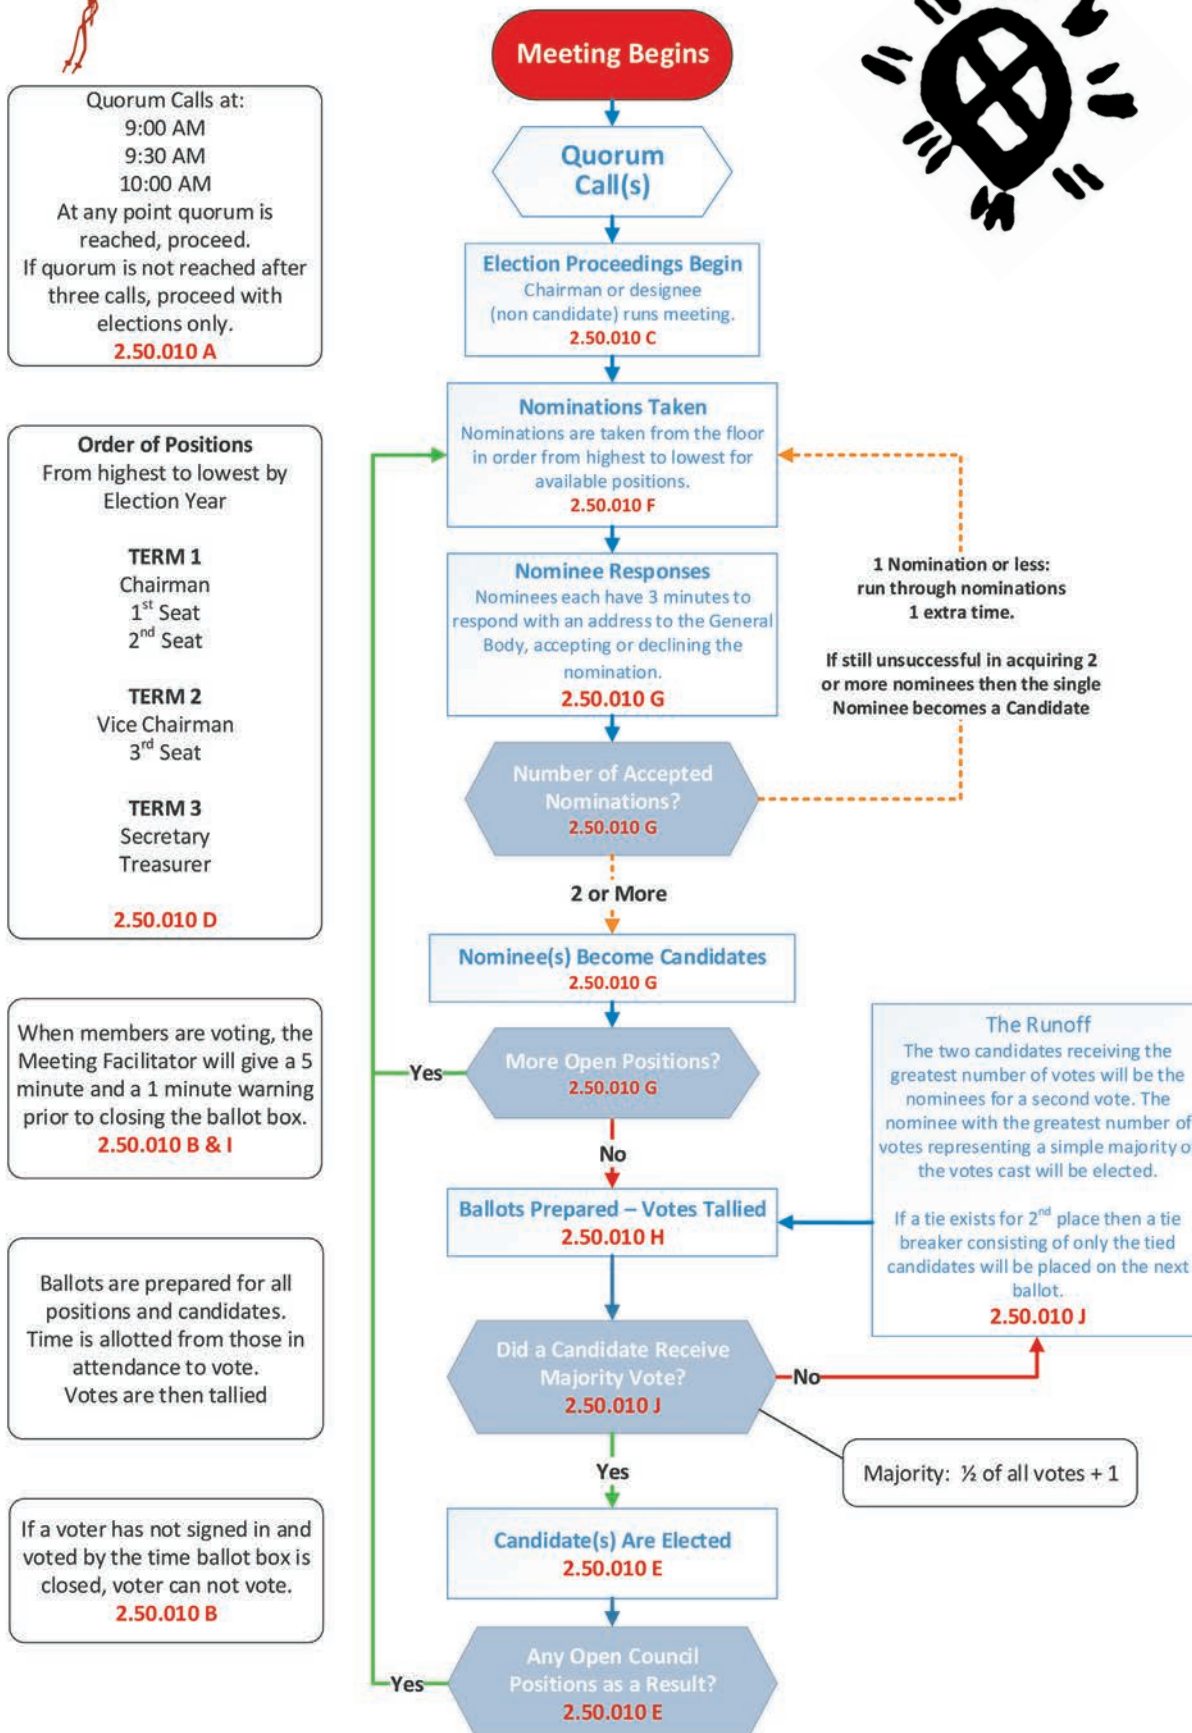 Meeting Begins
Quorum
Call(s)
Quorum Calls at:
9:00 AM
9:30 AM
10:00 AM
At any point quorum is
reached, proceed.
If quorum is not reached after
three calls, proceed with
elections only.
2.50.010 A
Election Proceedings Begin
Chairman or designee
(non candidate) runs meeting.
2.50.010 C
Nominations Taken
Nominations are taken from the floor
in order from highest to lowest for
available positions.
2.50.010 F
Order of Positions
From highest to lowest by
Election Year
TERM 1
Chairman
1st Seat
2nd Seat
TERM 2
Vice Chairman
3rd Seat
TERM 3
Secretary
Treasurer
2.50.010 D
Nominee Responses
Nominees each have 3 minutes to
respond with an address to the General
Body, accepting or declining the
nomination.
2.50.010 G
1 Nomination or less:
run through nominations
1 extra time.
If still unsuccessful in acquiring 2
or more nominees then the single
Nominee becomes a Candidate
Number of Accepted
Nominations?
2.50.010 G
2 or More
Nominee(s) Become Candidates
2.50.010 G
When members are voting, the
Meeting Facilitator will give a 5
minute and a 1 minute warning
prior to closing the ballot box.
2.50.010 B & I
More Open Positions?
2.50.010 G
Yes
No
The Runoff
The two candidates receiving the
greatest number of votes will be the
nominees for a second vote. The
nominee with the greatest number of
votes representing a simple majority of
the votes cast will be elected.
If a tie exists for 2nd place then a tie
breaker consisting of only the tied
candidates will be placed on the next
ballot.
2.50.010 J
Ballots Prepared – Votes Tallied
2.50.010 H
Ballots are prepared for all
positions and candidates.
Time is allotted from those in
attendance to vote.
Votes are then tallied
Did a Candidate Receive
Majority Vote?
2.50.010 J
No
Majority: ½ of all votes + 1
Yes
Candidate(s) Are Elected
2.50.010 E
If a voter has not signed in and
voted by the time ballot box is
closed, voter can not vote.
2.50.010 B
Any Open Council
Positions as a Result?
2.50.010 E
Yes